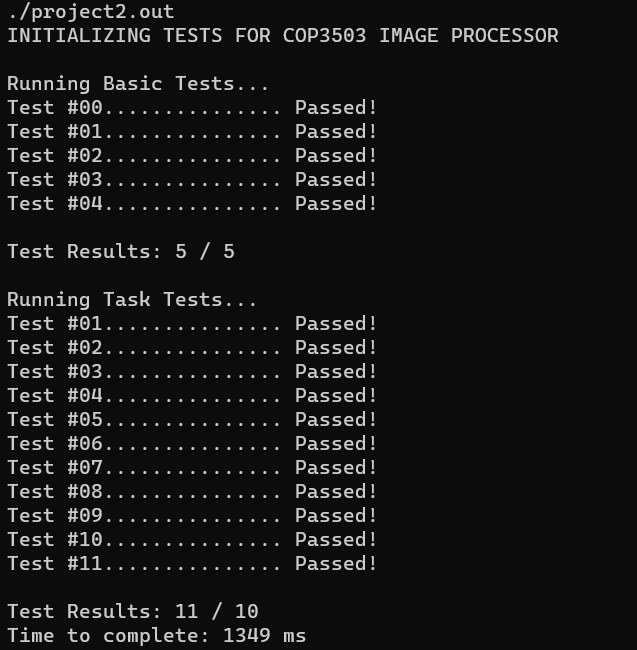 ./project2.out
INITIALIZING TESTS FOR COP3503 IMAGE PROCESSOR
Running Basic Tests...
Test #00............... Passed!
Test #01............... Passed!
Test #02............... Passed!
Test #03............... Passed!
Test #04............... Passed!
Test Results: 5 / 5
Running Task Tests...
Test #01............... Passed!
Test #02............... Passed!
Test #03............... Passed!
Test #04............... Passed!
Test #05............... Passed!
Test #06............... Passed!
Test #07............... Passed!
Test #08............... Passed!
Test #09............... Passed!
Test #10............... Passed!
Test #11............... Passed!
Test Results: 11 / 10
Time to complete: 1349 ms